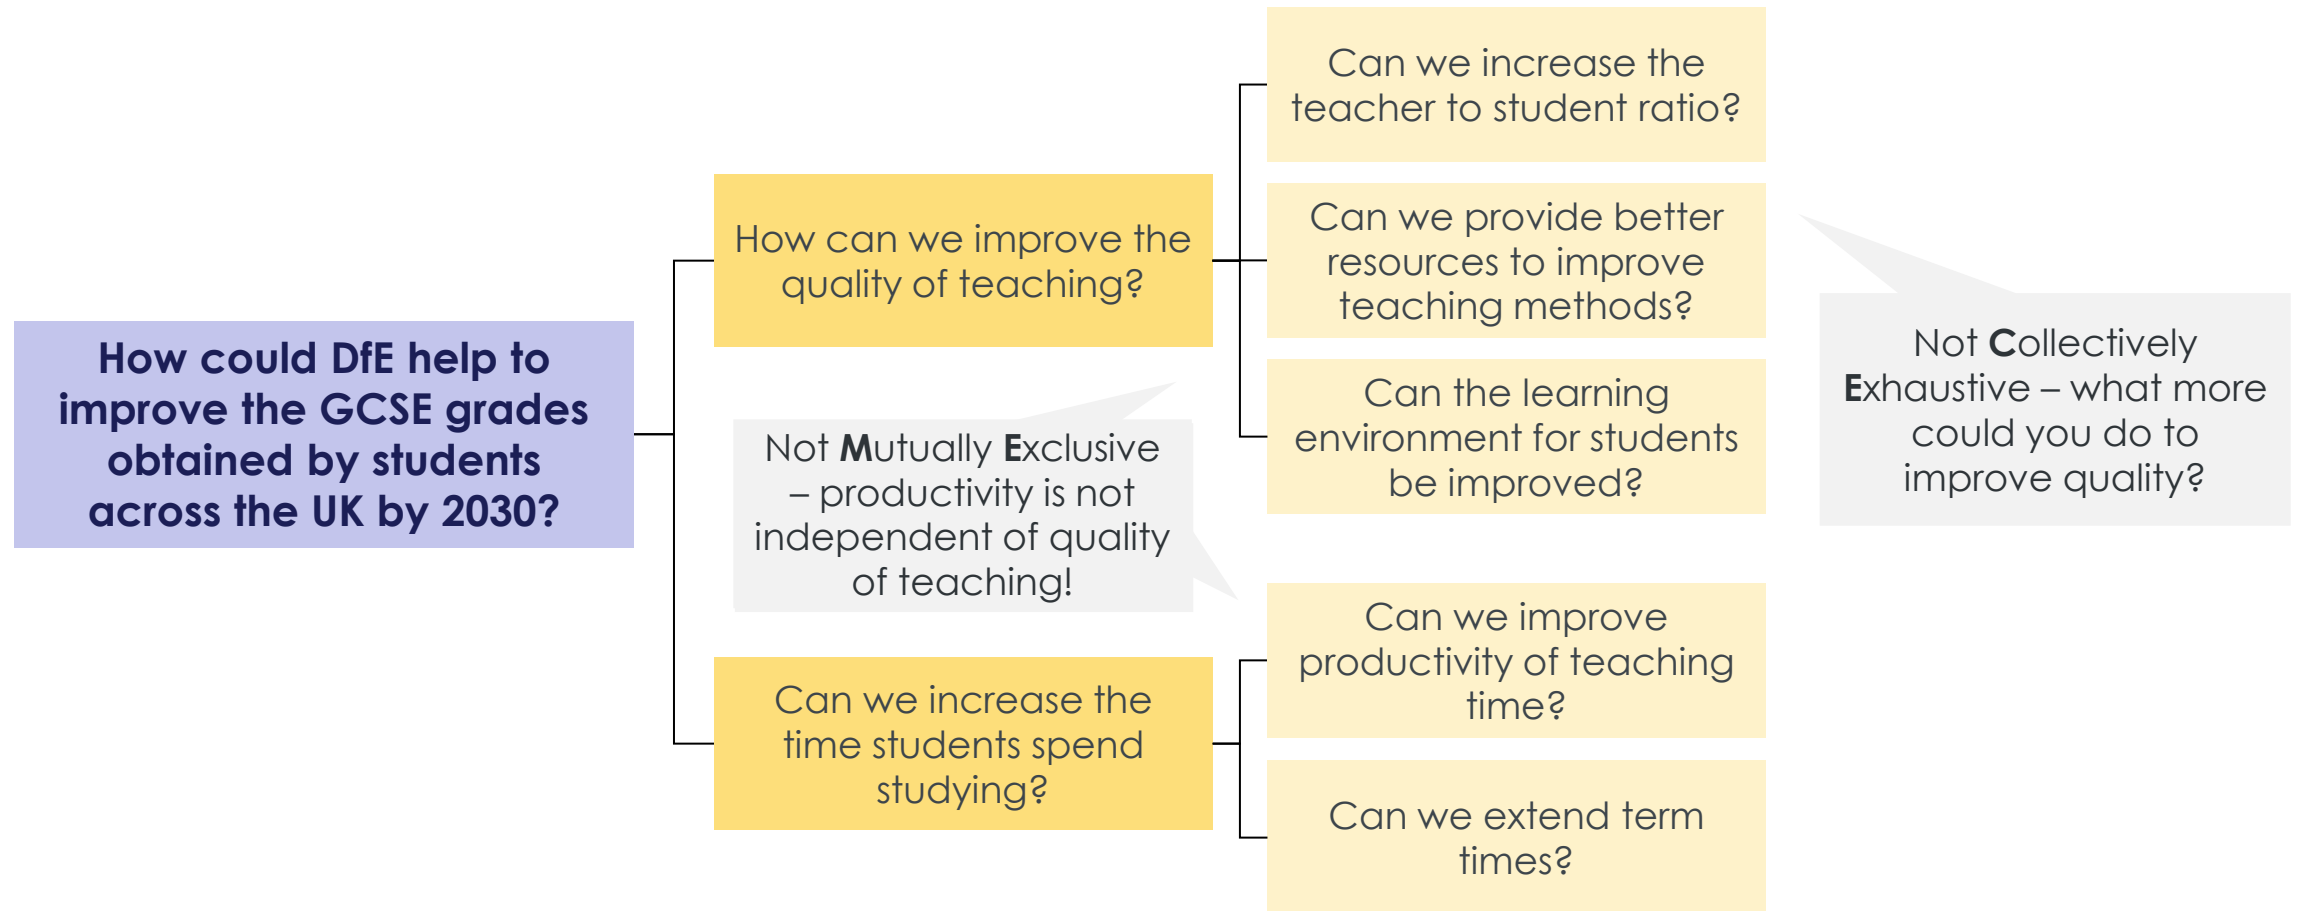 How could DfE help to
improve the GCSE grades
obtained by students
across the UK by 2030?
How can we improve the
quality of teaching?
Can we increase the
teacher to student ratio?
Can we provide better
resources to improve
teaching methods?
Can the learning
environment for students
be improved?
Not Collectively
Exhaustive – what more
could you do to
improve quality?
Not Mutually Exclusive
– productivity is not
independent of quality
of teaching!
Can we increase the
time students spend
studying?
Can we improve
productivity of teaching
time?
Can we extend term
times?